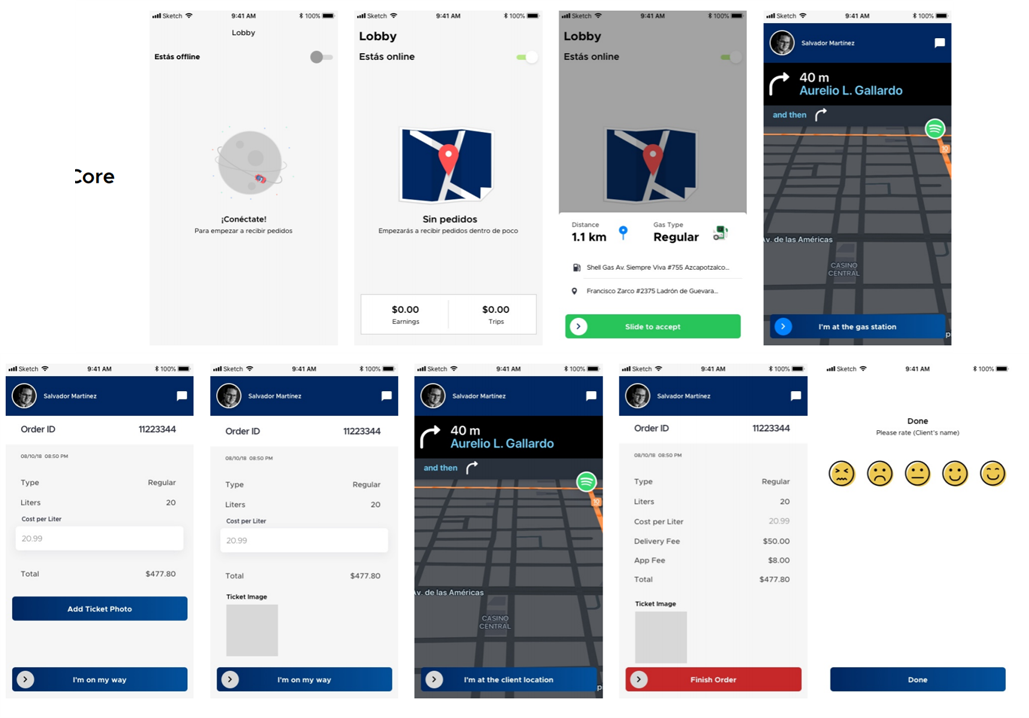 Core
Sketch 9:41 AM 100%
Lobby
Estás offline
¡Conéctate!
Para empezar a recibir pedidos
Sketch 9:41 AM 100%
Lobby
Estás online
Sin pedidos
Empezarás a recibir pedidos dentro de poco
$0.00 $0.00
Earnings Trips
Sketch 9:41 AM 100%
Lobby
Estás online
Distance Gas Type
1.1 km Regular
Shell Gas Av. Siempre Viva #755 Azcapotzalco...
Francisco Zarco #2375 Ladrón de Guevara...
Slide to accept
Sketch 9:41 AM 100%
Salvador Martínez
40 m
Aurelio L. Gallardo
and then
Av. de las Américas
CASINO
CENTRAL
I'm at the gas station
Sketch 9:41 AM 100%
Salvador Martínez
Order ID 11223344
08/10/18 08:50 PM
Type Regular
Liters 20
Cost per Liter
20.99
Total $477.80
Add Ticket Photo
I'm on my way
Sketch 9:41 AM 100%
Salvador Martínez
Order ID 11223344
08/10/18 08:50 PM
Type Regular
Liters 20
Cost per Liter
20.99
Total $477.80
Ticket Image
I'm on my way
Sketch 9:41 AM 100%
Salvador Martínez
40 m
Aurelio L. Gallardo
and then
Av. de las Américas
CASINO
CENTRAL
I'm at the client location
Sketch 9:41 AM 100%
Salvador Martínez
Order ID 11223344
08/10/18 08:50 PM
Type Regular
Liters 20
Cost per Liter 20.99
Delivery Fee $50.00
App Fee $8.00
Total $477.80
Ticket Image
Finish Order
Sketch 9:41 AM 100%
Done
Please rate (Client's name)
Done